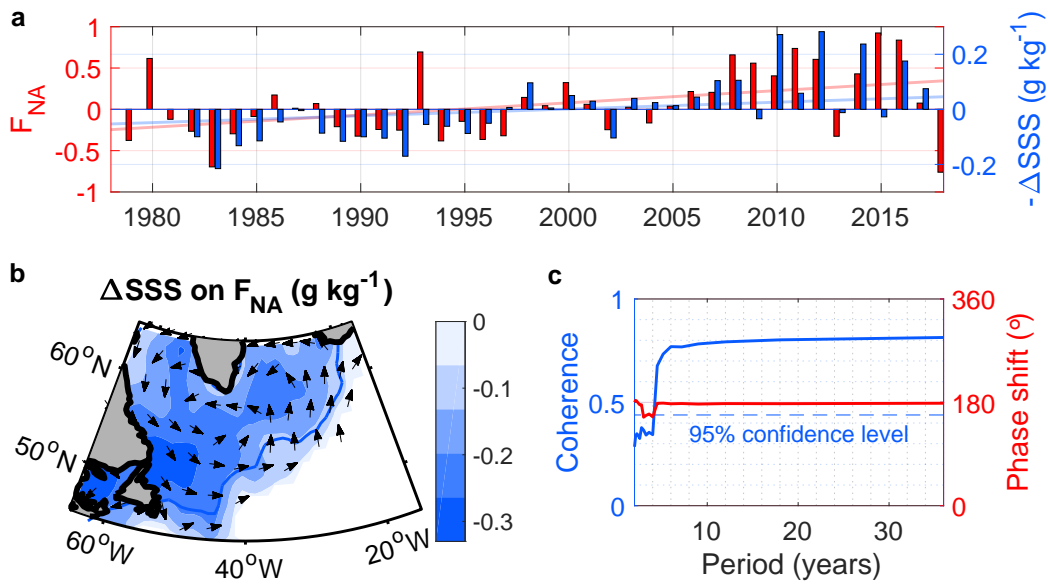 a
1
0.5
0
-0.5
-1
F_NA
0.2
0
-0.2
-ΔSSS (g kg⁻¹)
1980 1985 1990 1995 2000 2005 2010 2015
b
ΔSSS on F_NA (g kg⁻¹)
60°N
50°N
60°W
40°W
20°W
0
-0.1
-0.2
-0.3
c
1
0.5
0
Coherence
95% confidence level
360
180
0
Phase shift (°)
10 20 30
Period (years)